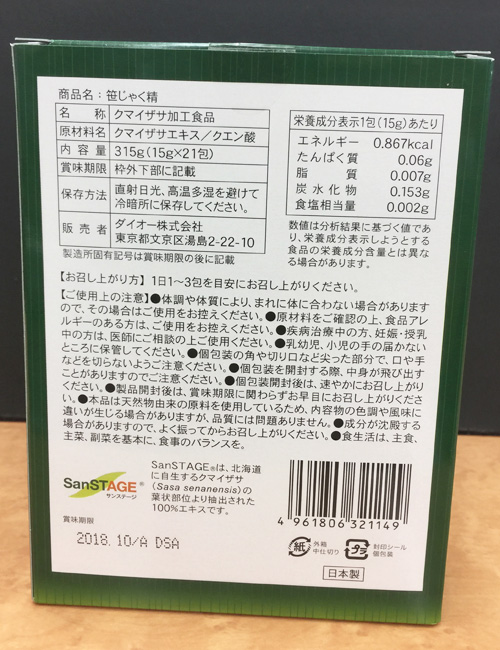 商品名：笹じゃく精
名　称　クマイザサ加工食品
原材料名　クマイザサエキス／クエン酸
内 容 量　315g（15g×21包）
賞味期限　枠外下部に記載
保存方法　直射日光、高温多湿を避けて
冷暗所に保存してください。
販 売 者　ダイオー株式会社
東京都文京区湯島2-22-10
製造所固有記号は賞味期限の後に記載
栄養成分表示1包（15g）あたり
エネルギー　0.867kcal
たんぱく質　0.06g
脂　質　0.007g
炭水化物　0.153g
食塩相当量　0.002g
数値は分析結果に基づく値であ
り、栄養成分表示しようとする
食品の栄養成分含量とは異な
る場合があります。
【お召し上がり方】 1日1～3包を目安にお召し上がりください。
【ご使用上の注意】●体調や体質により、まれに体に合わない場合があります
ので、その場合はご使用をお控えください。●原材料をご確認の上、食品アレ
ルギーのある方は、ご使用をお控えください。●疾病治療中の方、妊娠・授乳
中の方は、医師にご相談の上ご使用ください。●乳幼児、小児の手の届かない
ところに保管してください。●個包装の角や切り口など尖った部分で、口や手
などを切らないようご注意ください。●個包装を開封する際、中身が飛び出す
ことがありますのでご注意ください。●個包装開封後は、速やかにお召し上がり
ください。●製品開封後は、賞味期限に関わらずお早目にお召し上がりくださ
い。●本品は天然物由来の原料を使用しているため、内容物の色調や風味に
違いが生じる場合がありますが、品質には問題ありません。●成分が沈殿する
場合がありますので、よく振ってからお召し上がりください。●食生活は、主食、
主菜、副菜を基本に、食事のバランスを。
SanSTAGE®
サンステージ
SanSTAGE®は、北海道
に自生するクマイザサ
（Sasa senanensis）の
葉状部位より抽出された
100%エキスです。
4 961806 321149
賞味期限
2018.10/A DSA
紙 外箱
中仕切り
プラ 封印シール
個包装
日本製